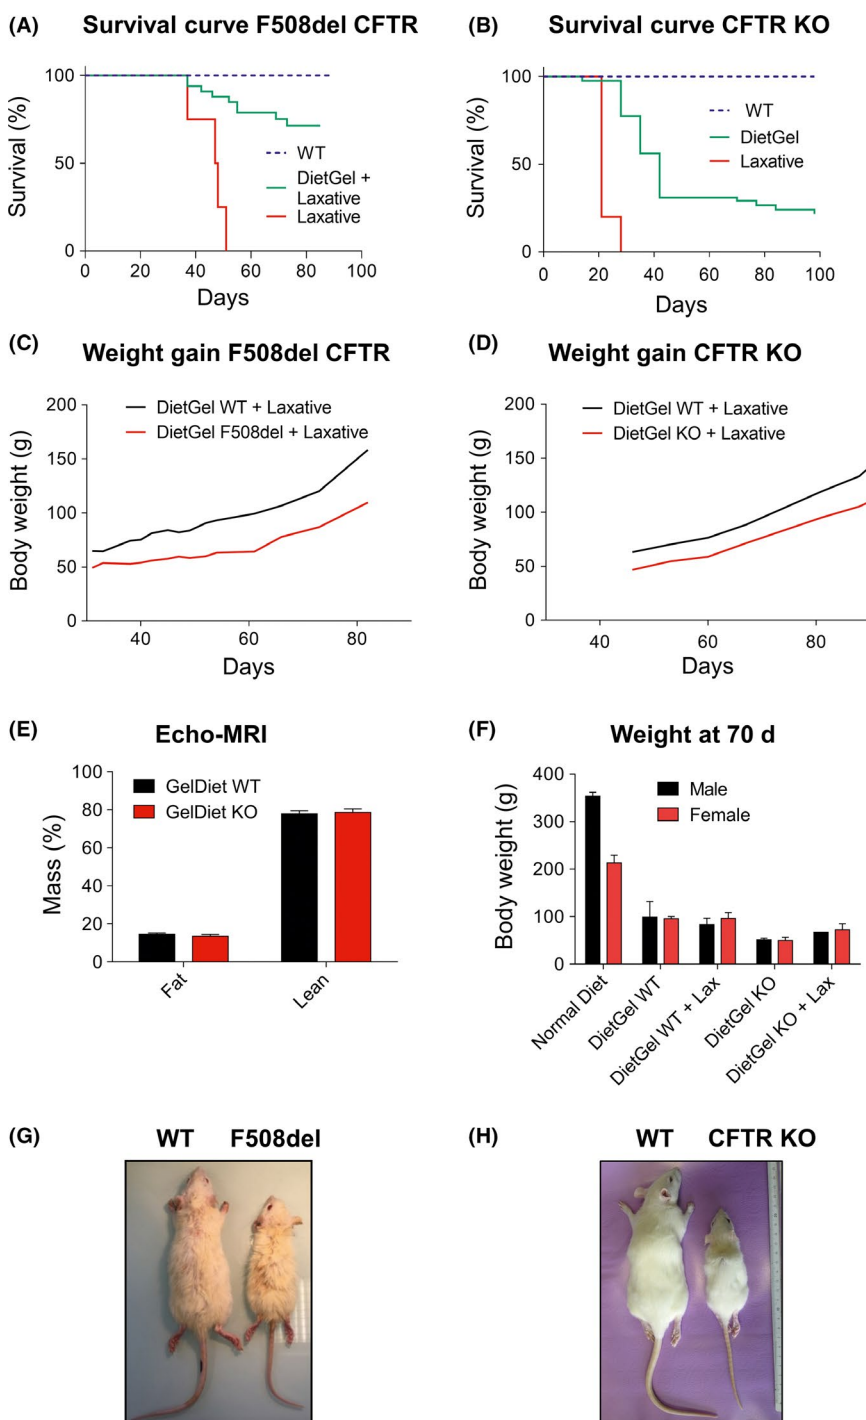 (A) Survival curve F508del CFTR
Survival (%)
100
50
0
WT
DietGel +
Laxative
Laxative
0 20 40 60 80 100
Days
(B) Survival curve CFTR KO
Survival (%)
100
50
0
WT
DietGel
Laxative
0 20 40 60 80 100
Days
(C) Weight gain F508del CFTR
Body weight (g)
200
150
100
50
0
DietGel WT + Laxative
DietGel F508del + Laxative
40 60 80
Days
(D) Weight gain CFTR KO
Body weight (g)
200
150
100
50
0
DietGel WT + Laxative
DietGel KO + Laxative
40 60 80
Days
(E) Echo-MRI
Mass (%)
100
80
60
40
20
0
GelDiet WT
GelDiet KO
Fat
Lean
(F) Weight at 70 d
Body weight (g)
400
300
200
100
0
Male
Female
Normal Diet
DietGel WT
DietGel WT + Lax
DietGel KO
DietGel KO + Lax
(G) WT F508del
(H) WT CFTR KO